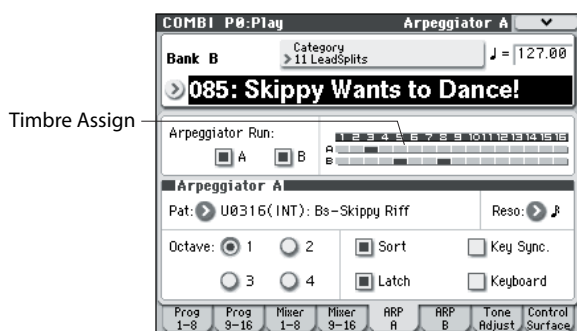 COMBI P0:Play Arpeggiator A
Bank B
Category
11 LeadSplits
♩ = 127.00
085: Skippy Wants to Dance!
Timbre Assign
Arpeggiator Run:
A B
1 2 3 4 5 6 7 8 9 10 11 12 13 14 15 16
A
B
Arpeggiator A
Pat: U0316(INT): Bs-Skippy Riff Reso: ♪
Octave: 1 2 Sort Key Sync.
3 4 Latch Keyboard
Prog 1-8 Prog 9-16 Mixer 1-8 Mixer 9-16 ARP A ARP B Tone Adjust Control Surface